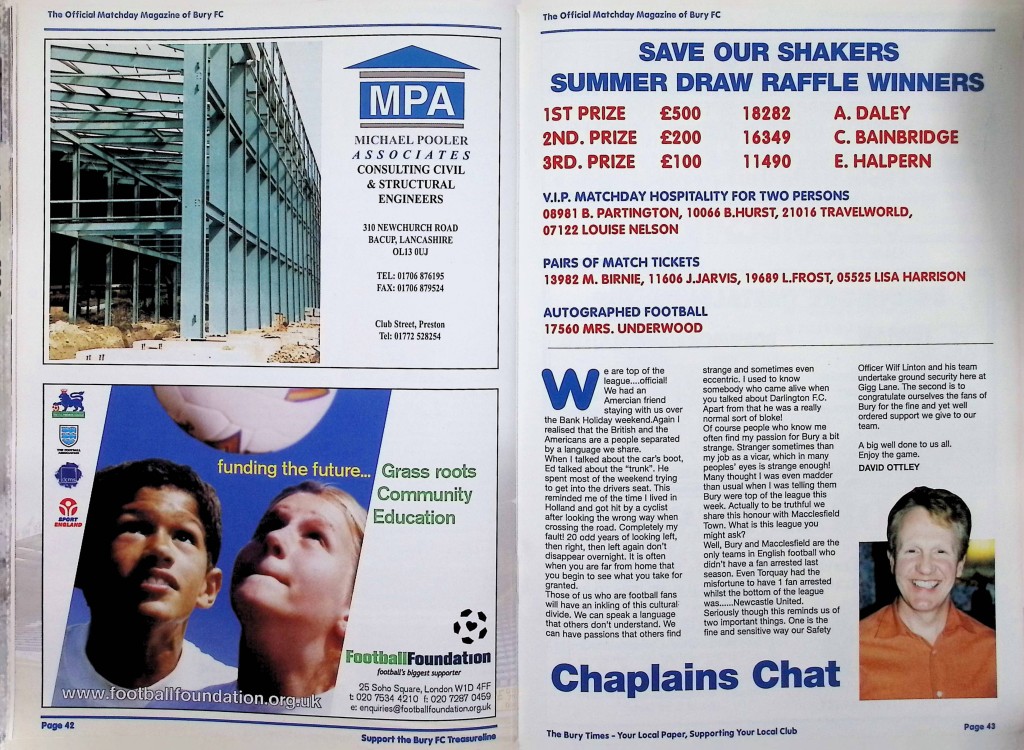 The Official Matchday Magazine of Bury FC
MPA
MICHAEL POOLER
ASSOCIATES
CONSULTING CIVIL
& STRUCTURAL
ENGINEERS
310 NEWCHURCH ROAD
BACUP, LANCASHIRE
OL13 0UJ
TEL: 01706 876195
FAX: 01706 879524
Club Street, Preston
Tel: 01772 528254
THE FOOTBALL ASSOCIATION
SPORT
ENGLAND
funding the future...
Grass roots
Community
Education
FootballFoundation
football's biggest supporter
www.footballfoundation.org.uk
25 Soho Square, London W1D 4FF
t: 020 7534 4210 f: 020 7287 0459
e: enquiries@footballfoundation.org.uk
Page 42
Support the Bury FC Treasureline
The Official Matchday Magazine of Bury FC
SAVE OUR SHAKERS
SUMMER DRAW RAFFLE WINNERS
1ST PRIZE £500 18282 A. DALEY
2ND. PRIZE £200 16349 C. BAINBRIDGE
3RD. PRIZE £100 11490 E. HALPERN
V.I.P. MATCHDAY HOSPITALITY FOR TWO PERSONS
08981 B. PARTINGTON, 10066 B.HURST, 21016 TRAVELWORLD,
07122 LOUISE NELSON
PAIRS OF MATCH TICKETS
13982 M. BIRNIE, 11606 J.JARVIS, 19689 L.FROST, 05525 LISA HARRISON
AUTOGRAPHED FOOTBALL
17560 MRS. UNDERWOOD
We are top of the
league....official!
We had an
Amercian friend
staying with us over
the Bank Holiday weekend.Again I
realised that the British and the
Americans are a people separated
by a language we share.
When I talked about the car's boot,
Ed talked about the "trunk". He
spent most of the weekend trying
to get into the drivers seat. This
reminded me of the time I lived in
Holland and got hit by a cyclist
after looking the wrong way when
crossing the road. Completely my
fault! 20 odd years of looking left,
then right, then left again don't
disappear overnight. It is often
when you are far from home that
you begin to see what you take for
granted.
Those of us who are football fans
will have an inkling of this cultural
divide. We can speak a language
that others don't understand. We
can have passions that others find
strange and sometimes even
eccentric. I used to know
somebody who came alive when
you talked about Darlington F.C.
Apart from that he was a really
normal sort of bloke!
Of course people who know me
often find my passion for Bury a bit
strange. Stranger sometimes than
my job as a vicar, which in many
peoples' eyes is strange enough!
Many thought I was even madder
than usual when I was telling them
Bury were top of the league this
week. Actually to be truthful we
share this honour with Macclesfield
Town. What is this league you
might ask?
Well, Bury and Macclesfield are the
only teams in English football who
didn't have a fan arrested last
season. Even Torquay had the
misfortune to have 1 fan arrested
whilst the bottom of the league
was......Newcastle United.
Seriously though this reminds us of
two important things. One is the
fine and sensitive way our Safety
Officer Wilf Linton and his team
undertake ground security here at
Gigg Lane. The second is to
congratulate ourselves the fans of
Bury for the fine and yet well
ordered support we give to our
team.
A big well done to us all.
Enjoy the game.
DAVID OTTLEY
Chaplains Chat
The Bury Times – Your Local Paper, Supporting Your Local Club
Page 43